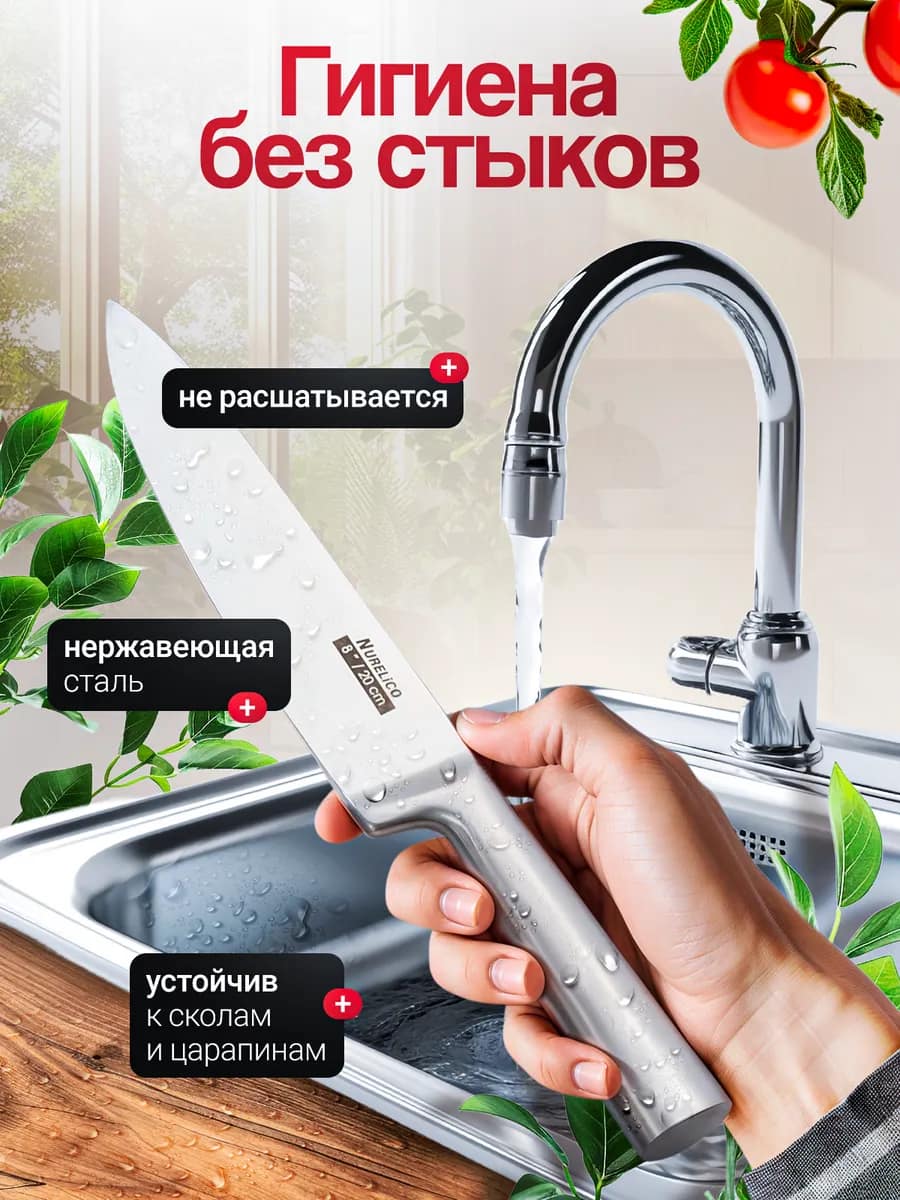 Гигиена
без стыков
не расшатывается
+
нержавеющая
сталь
+
NURELICO
8" / 20 cm
устойчив
к сколам
и царапинам
+